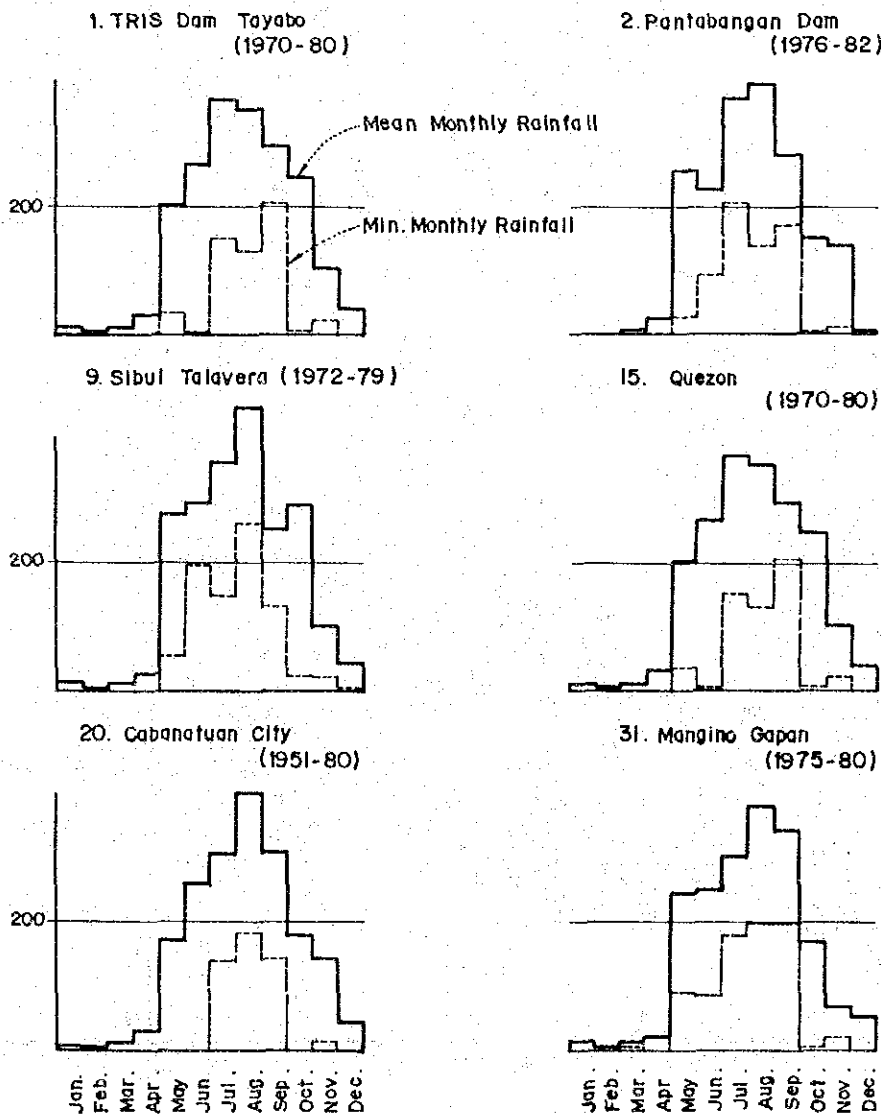 1. TRIS Dam Tayabo
(1970-80)
2. Pantabangan Dam
(1976-82)
Mean Monthly Rainfall
200
Min. Monthly Rainfall
9. Sibul Talavera (1972-79)
15. Quezon
(1970-80)
200
20. Cabanatuan City
(1951-80)
31. Mangino Gapan
(1975-80)
200
Jan. Feb. Mar. Apr. May Jun. Jul. Aug. Sep. Oct. Nov. Dec.
Jan. Feb. Mar. Apr. May Jun. Jul. Aug. Sep. Oct. Nov. Dec.